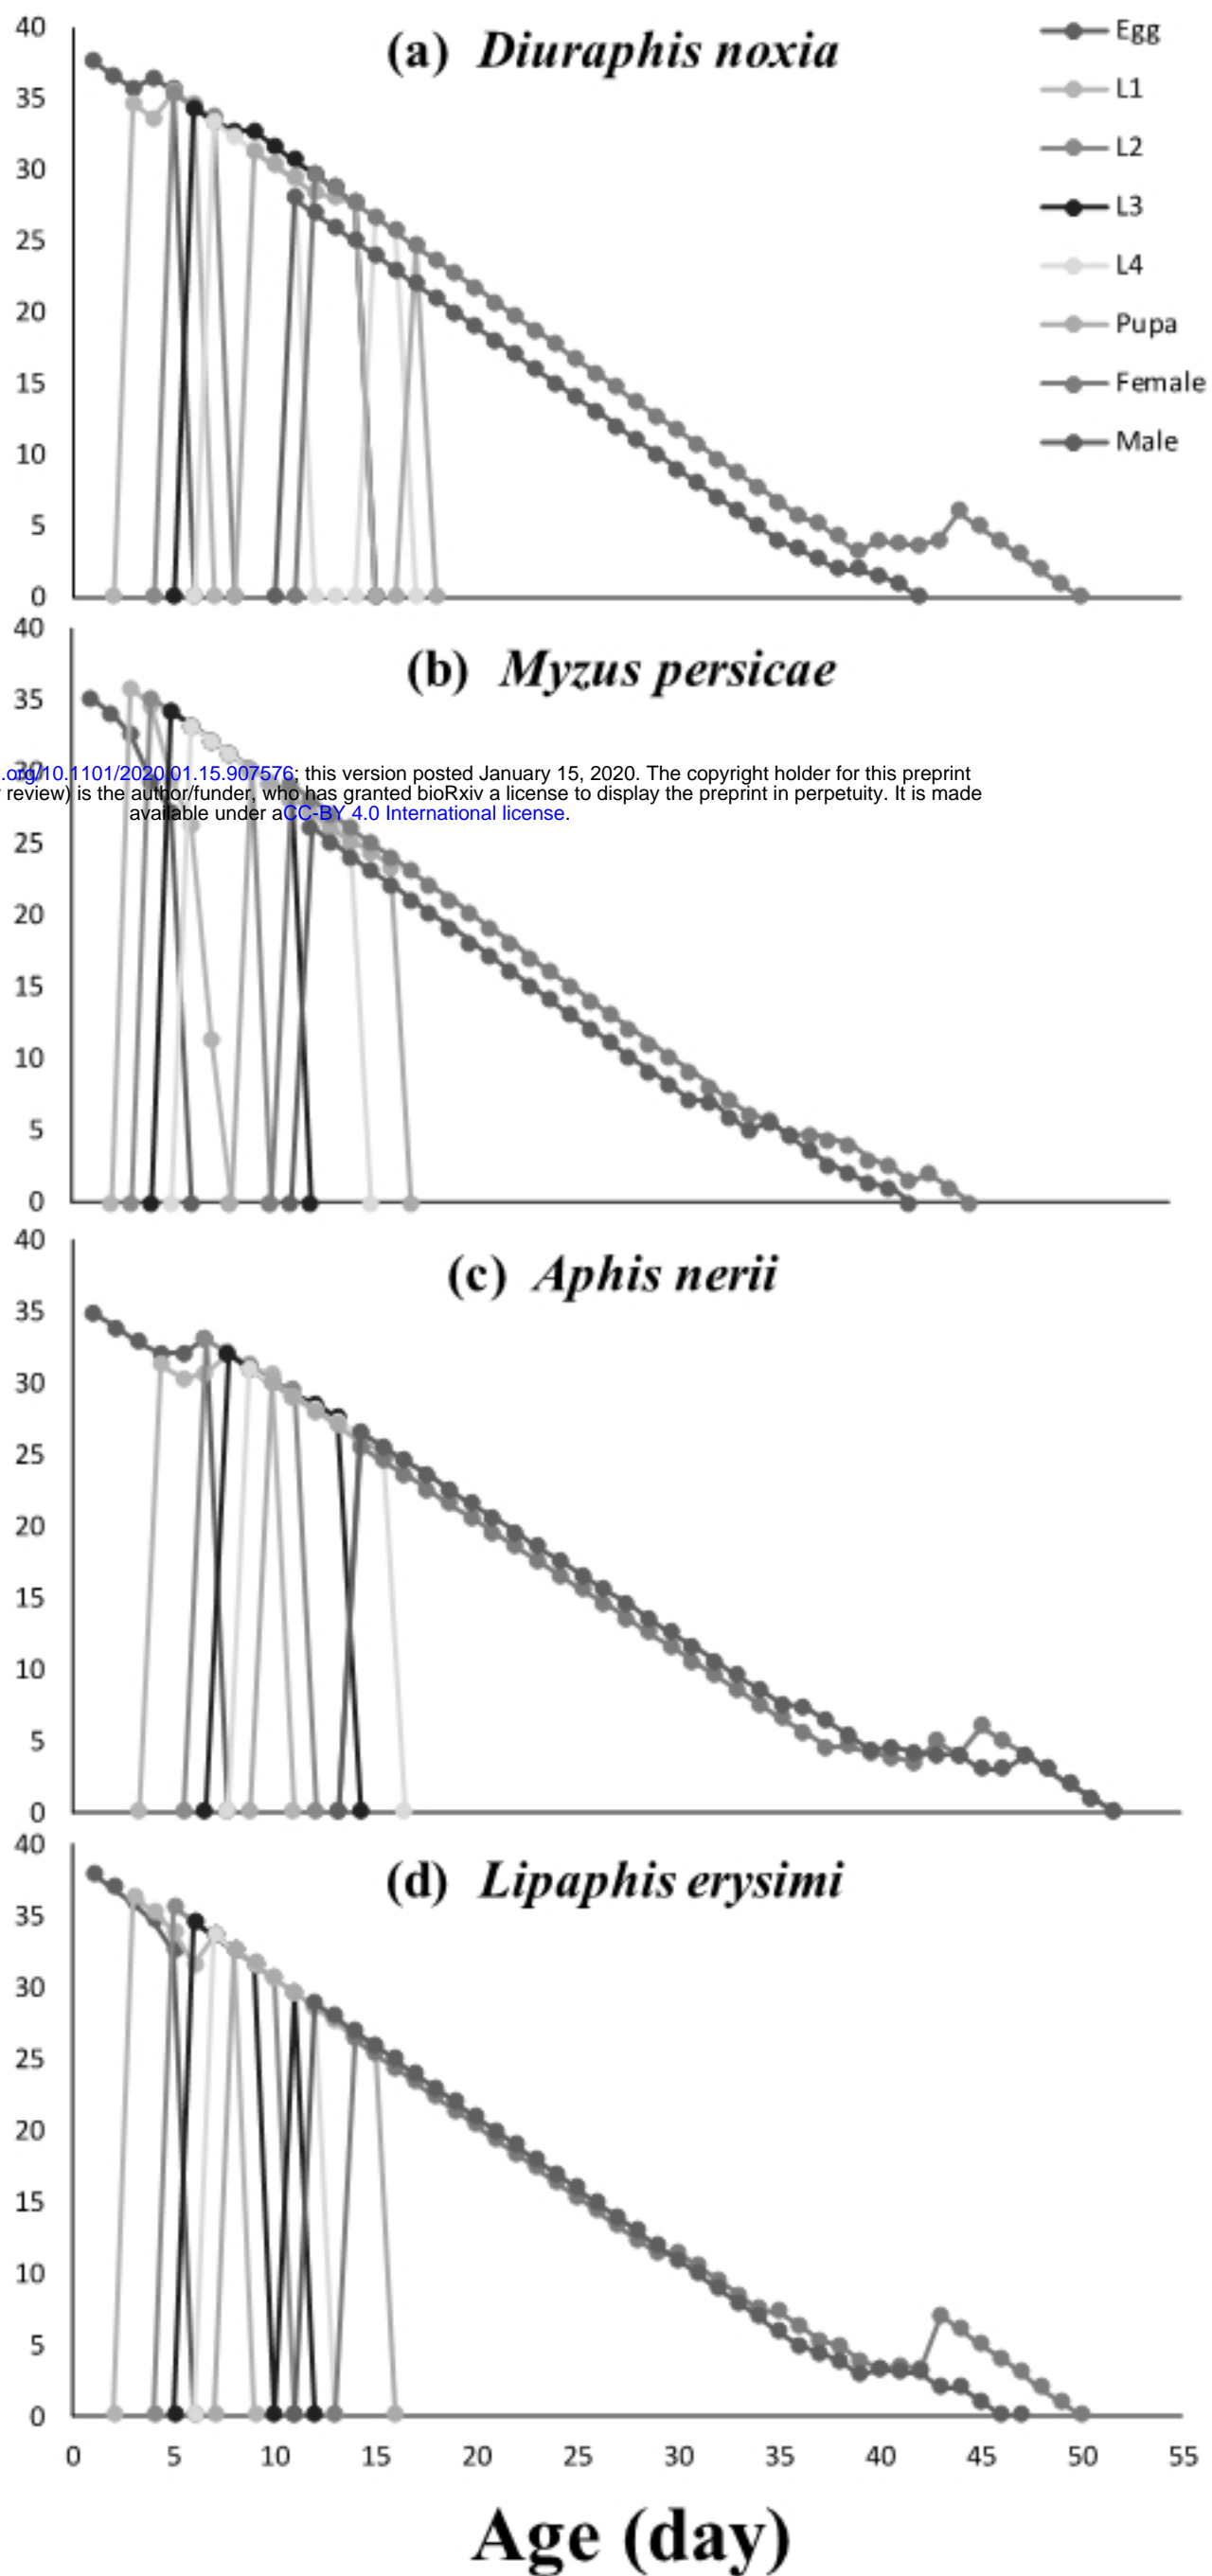 40
35
30
25
20
15
10
5
0
(a) Diuraphis noxia
Egg
L1
L2
L3
L4
Pupa
Female
Male
40
35
25
20
15
10
5
0
(b) Myzus persicae
.org/10.1101/2020.01.15.907576; this version posted January 15, 2020. The copyright holder for this preprint
review) is the author/funder, who has granted bioRxiv a license to display the preprint in perpetuity. It is made
available under aCC-BY 4.0 International license.
40
35
30
25
20
15
10
5
0
(c) Aphis nerii
40
35
30
25
20
15
10
5
0
(d) Lipaphis erysimi
0 5 10 15 20 25 30 35 40 45 50 55
Age (day)